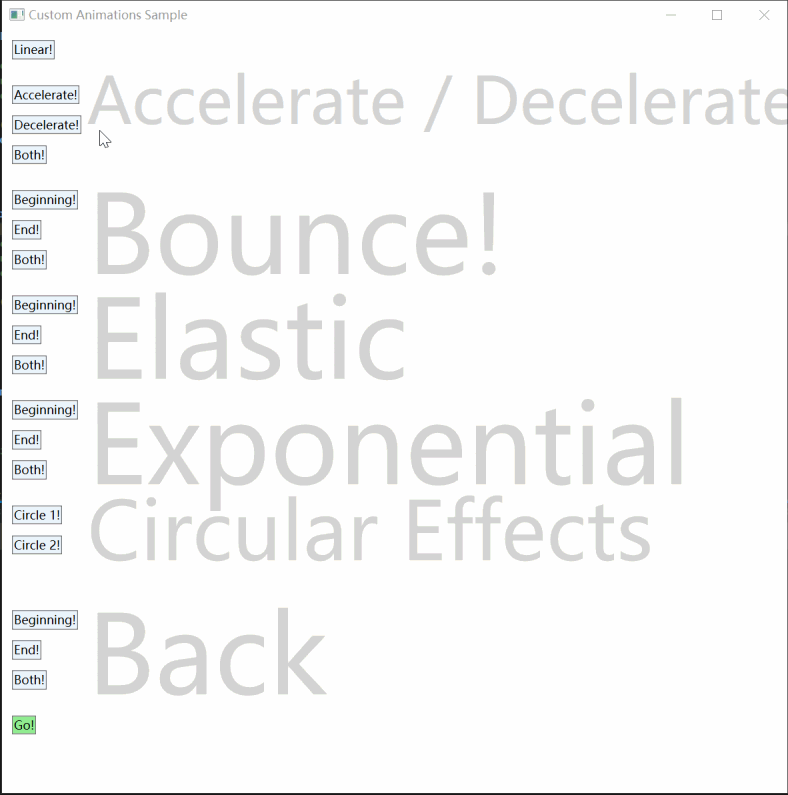 Custom Animations Sample
Linear!
Accelerate!
Decelerate!
Both!
Accelerate / Decelerate
Beginning!
End!
Both!
Bounce!
Beginning!
End!
Both!
Elastic
Beginning!
End!
Both!
Exponential
Circle 1!
Circle 2!
Circular Effects
Beginning!
End!
Both!
Back
Go!